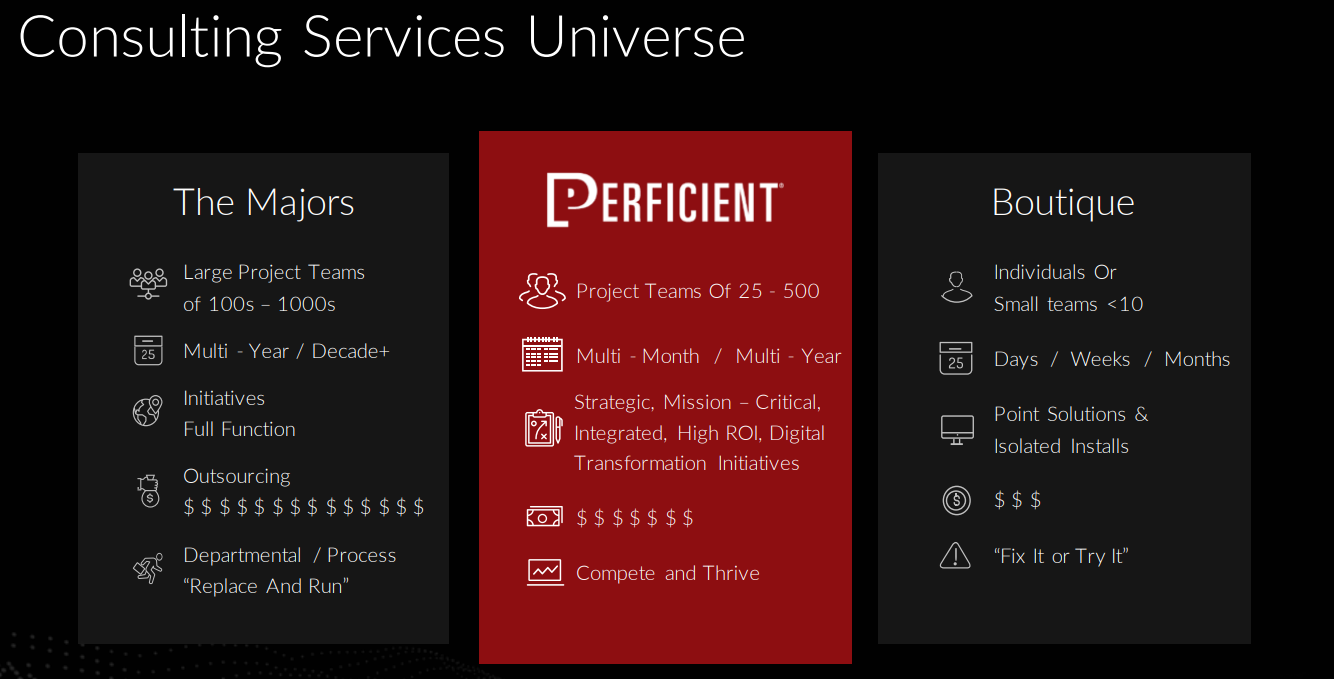 Consulting Services Universe
The Majors
Large Project Teams
of 100s – 1000s
25
Multi - Year / Decade+
Initiatives
Full Function
Outsourcing
$ $ $ $ $ $ $ $ $ $ $ $ $ $
Departmental / Process
“Replace And Run”
PERFICIENT®
Project Teams Of 25 - 500
Multi - Month / Multi - Year
Strategic, Mission – Critical,
Integrated, High ROI, Digital
Transformation Initiatives
$ $ $ $ $ $ $
Compete and Thrive
Boutique
Individuals Or
Small teams <10
25
Days / Weeks / Months
Point Solutions &
Isolated Installs
$ $ $
“Fix It or Try It”